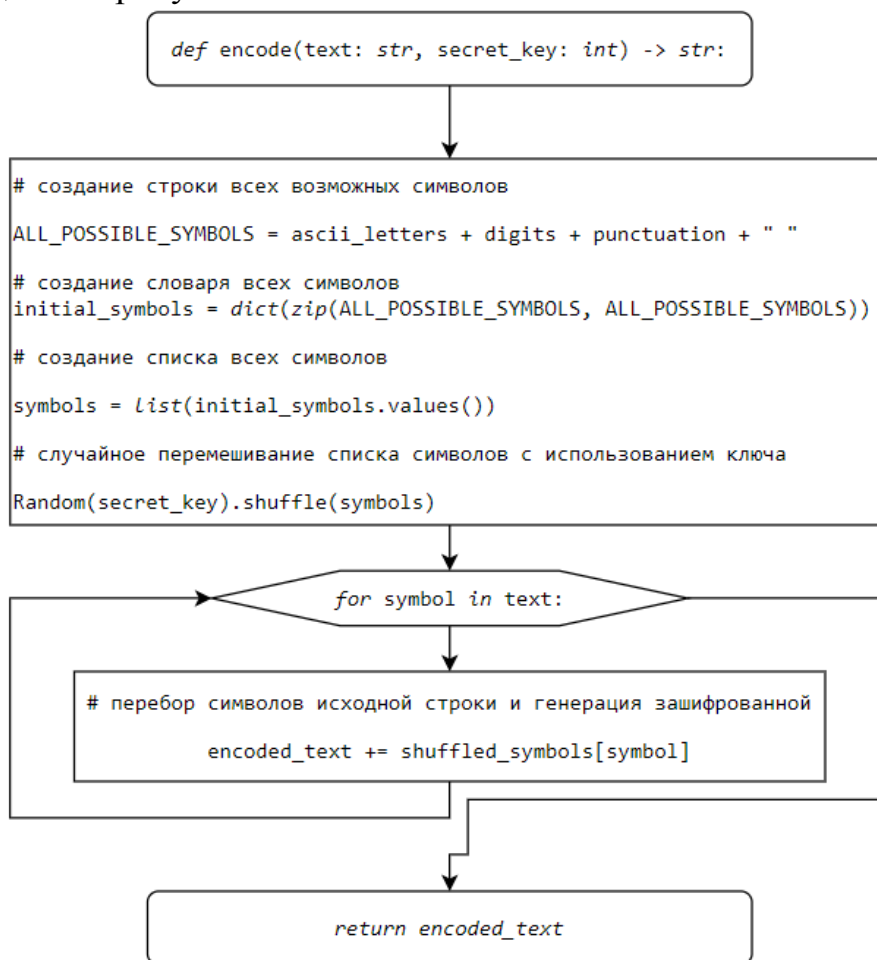 def encode(text: str, secret_key: int) -> str:
# создание строки всех возможных символов
ALL_POSSIBLE_SYMBOLS = ascii_letters + digits + punctuation + " "
# создание словаря всех символов
initial_symbols = dict(zip(ALL_POSSIBLE_SYMBOLS, ALL_POSSIBLE_SYMBOLS))
# создание списка всех символов
symbols = list(initial_symbols.values())
# случайное перемешивание списка символов с использованием ключа
Random(secret_key).shuffle(symbols)
for symbol in text:
# перебор символов исходной строки и генерация зашифрованной
encoded_text += shuffled_symbols[symbol]
return encoded_text